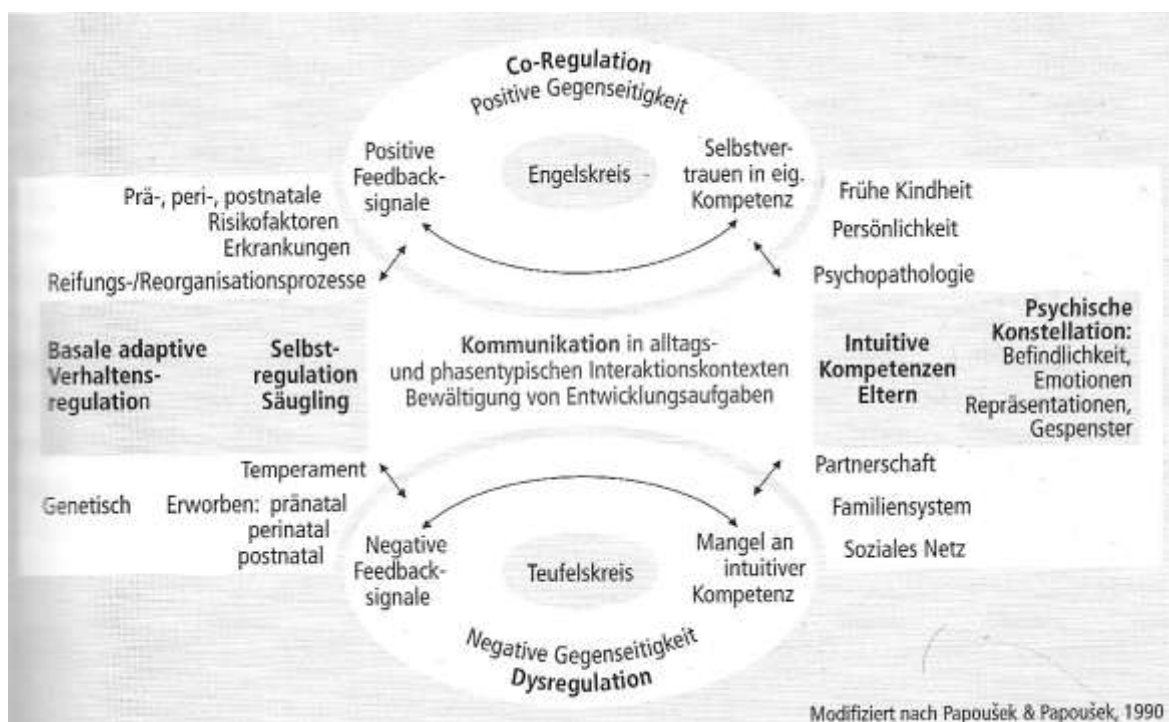 Co-Regulation
Positive Gegenseitigkeit
Positive
Feedback-
signale
Engelskreis
Selbstver-
trauen in eig.
Kompetenz
Prä-, peri-, postnatale
Risikofaktoren
Erkrankungen
Reifungs-/Reorganisationsprozesse
Frühe Kindheit
Persönlichkeit
Psychopathologie
Basale adaptive
Verhaltens-
regulation
Selbst-
regulation
Säugling
Kommunikation in alltags-
und phasentypischen Interaktionskontexten
Bewältigung von Entwicklungsaufgaben
Intuitive
Kompetenzen
Eltern
Psychische
Konstellation:
Befindlichkeit,
Emotionen
Repräsentationen,
Gespenster
Temperament
Genetisch
Erworben: pränatal
perinatal
postnatal
Partnerschaft
Familiensystem
Soziales Netz
Negative
Feedback-
signale
Teufelskreis
Mangel an
intuitiver
Kompetenz
Negative Gegenseitigkeit
Dysregulation
Modifiziert nach Papoušek & Papoušek, 1990